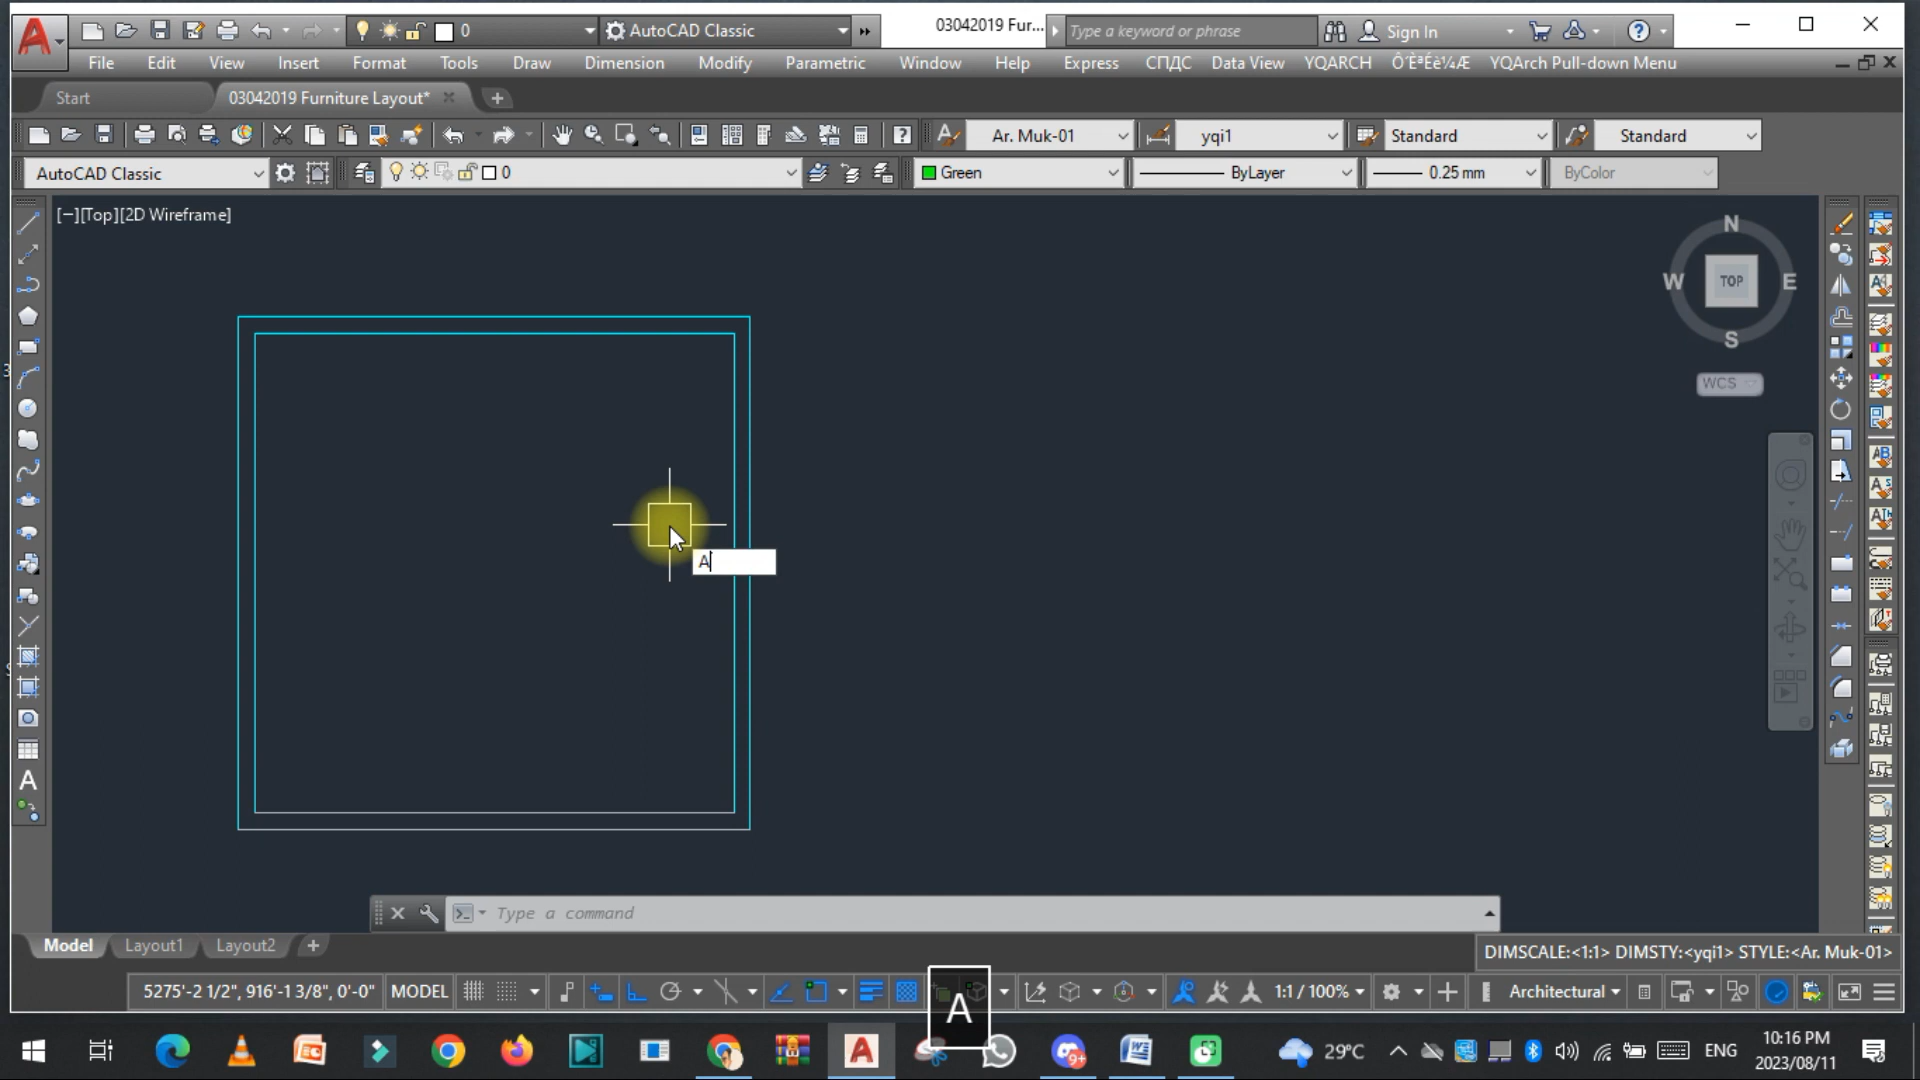 0
AutoCAD Classic
03042019 Fur...
Type a keyword or phrase
Sign In
File Edit View Insert Format Tools Draw Dimension Modify Parametric Window Help Express СПДС Data View YQARCH Ô´È®Éè¼Æ YQArch Pull-down Menu
Start
03042019 Furniture Layout*
Ar. Muk-01
yqi1
Standard
Standard
AutoCAD Classic
0
Green
ByLayer
0.25 mm
ByColor
[−][Top][2D Wireframe]
N
W
TOP
E
S
WCS
A
Type a command
Model
Layout1
Layout2
DIMSCALE:<1:1> DIMSTY:<yqi1> STYLE:<Ar. Muk-01>
5275'-2 1/2", 916'-1 3/8", 0'-0"
MODEL
A
1:1 / 100%
Architectural
9+
29°C
ENG
10:16 PM
2023/08/11